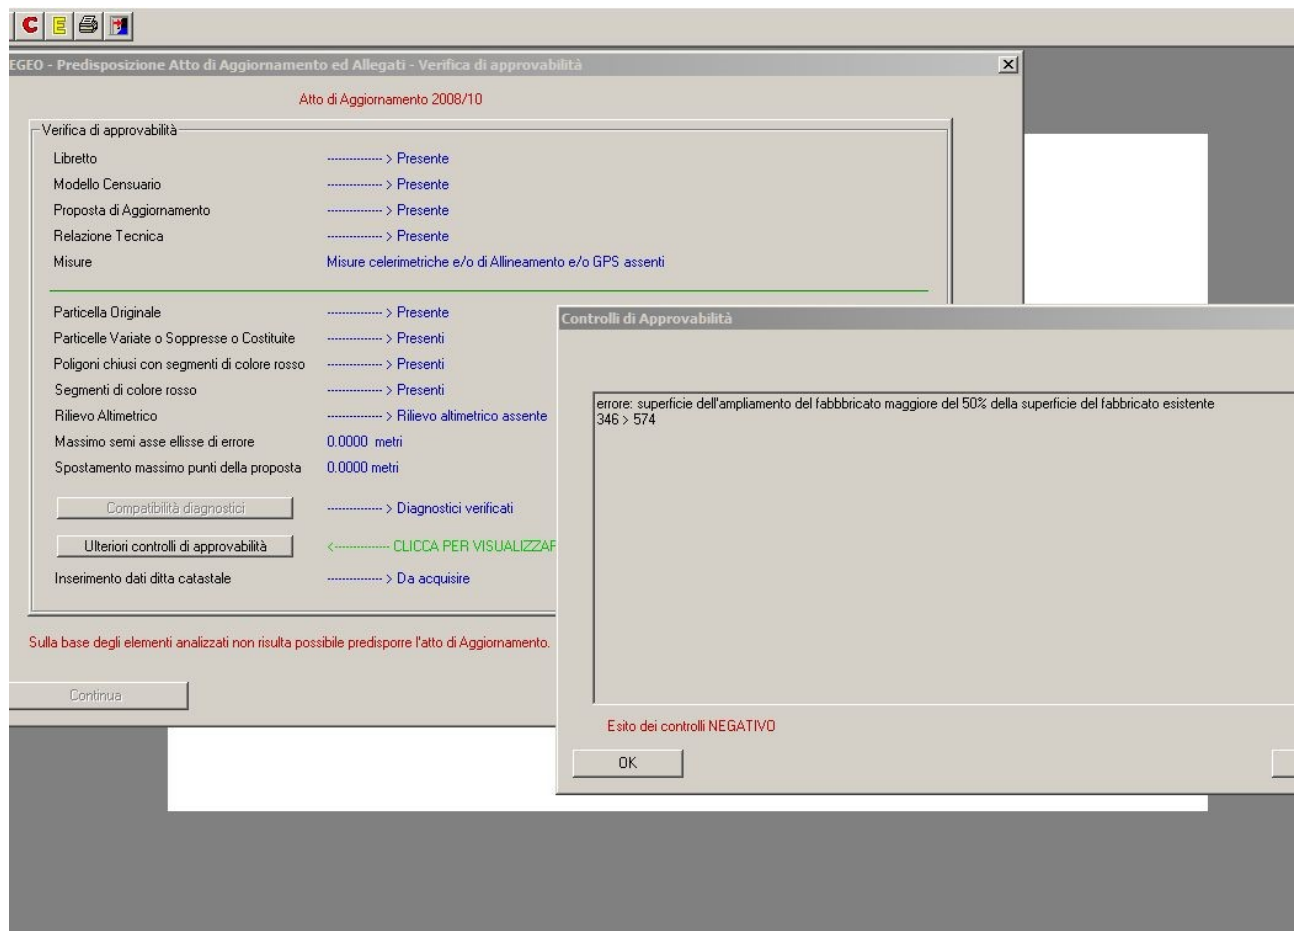 C E
EGEO - Predisposizione Atto di Aggiornamento ed Allegati - Verifica di approvabilità
Atto di Aggiornamento 2008/10
Verifica di approvabilità
Libretto -------------- > Presente
Modello Censuario -------------- > Presente
Proposta di Aggiornamento -------------- > Presente
Relazione Tecnica -------------- > Presente
Misure Misure celerimetriche e/o di Allineamento e/o GPS assenti
Particella Originale -------------- > Presente
Particelle Variate o Soppresse o Costituite -------------- > Presenti
Poligoni chiusi con segmenti di colore rosso -------------- > Presenti
Segmenti di colore rosso -------------- > Presenti
Rilievo Altimetrico -------------- > Rilievo altimetrico assente
Massimo semi asse ellisse di errore 0.0000 metri
Spostamento massimo punti della proposta 0.0000 metri
Compatibilità diagnostici -------------- > Diagnostici verificati
Ulteriori controlli di approvabilità <-------------- CLICCA PER VISUALIZZAR
Inserimento dati ditta catastale -------------- > Da acquisire
Sulla base degli elementi analizzati non risulta possibile predisporre l'atto di Aggiornamento.
Continua
Controlli di Approvabilità
errore: superficie dell'ampliamento del fabbbricato maggiore del 50% della superficie del fabbricato esistente
346 > 574
Esito dei controlli NEGATIVO
OK